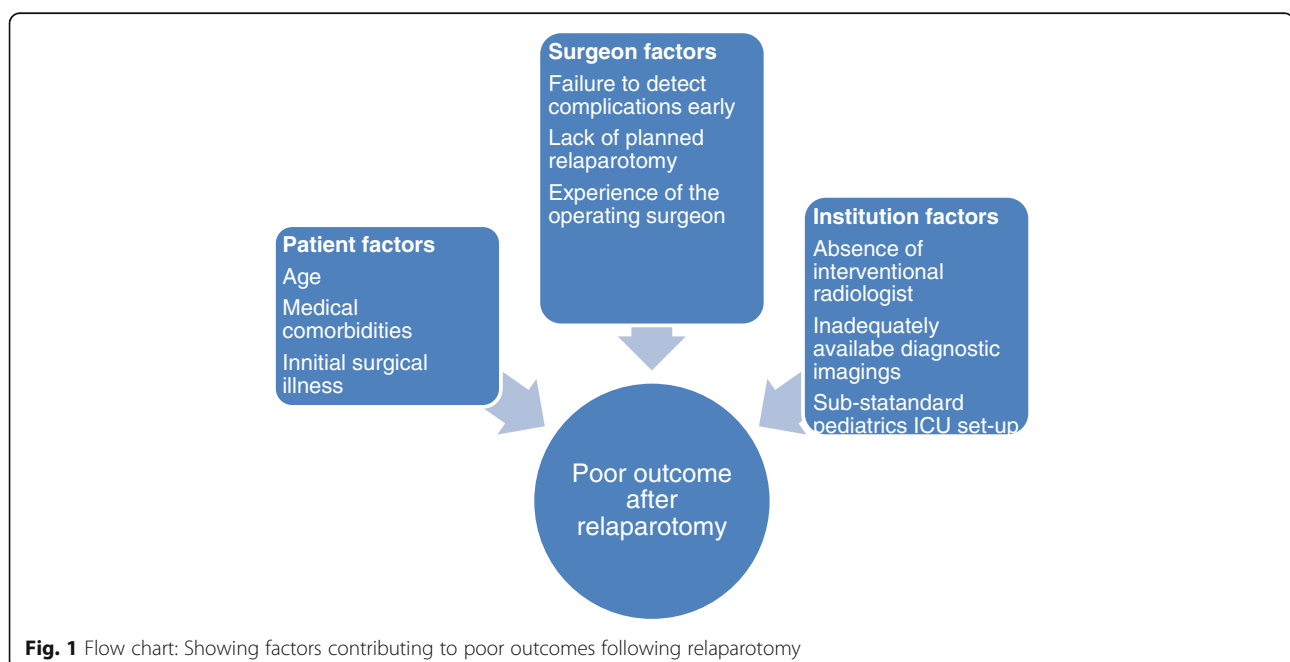 Surgeon factors
Failure to detect
complications early
Lack of planned
relaparotomy
Experience of the
operating surgeon
Patient factors
Age
Medical
comorbidities
Innitial surgical
illness
Institution factors
Absence of
interventional
radiologist
Inadequately
availabe diagnostic
imagings
Sub-statandard
pediatrics ICU set-up
Poor outcome
after
relaparotomy
Fig. 1 Flow chart: Showing factors contributing to poor outcomes following relaparotomy